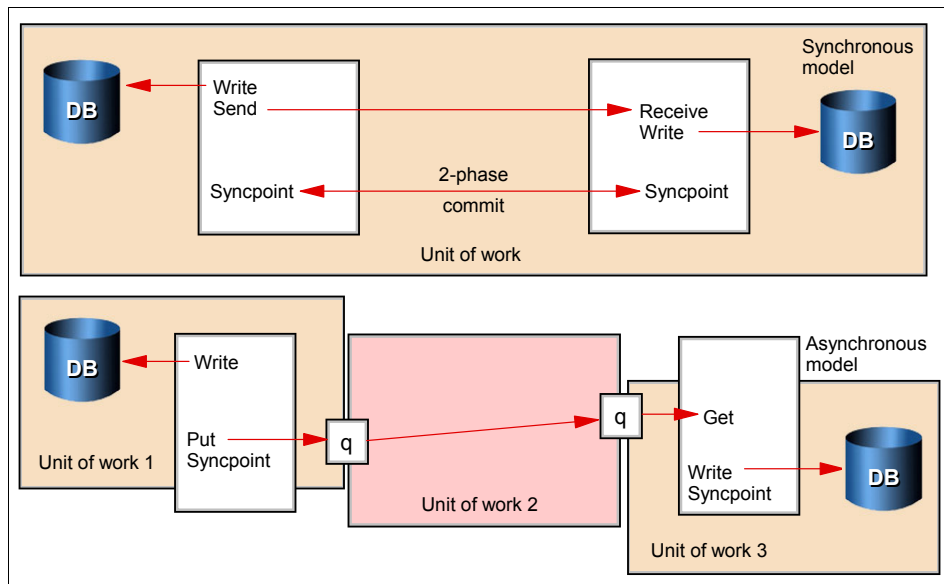 Synchronous
model
DB
Write
Send
Receive
Write
DB
2-phase
commit
Syncpoint
Syncpoint
Unit of work
DB
Write
Put
Syncpoint
q
Unit of work 1
Unit of work 2
q
Asynchronous
model
Get
Write
Syncpoint
DB
Unit of work 3